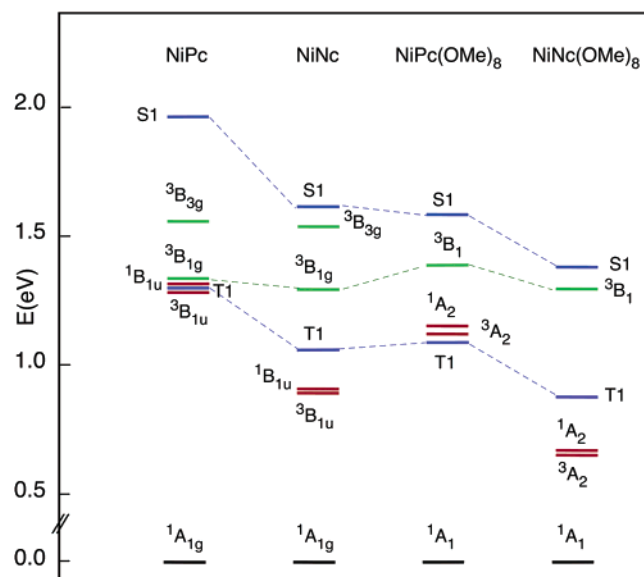 NiPc NiNc NiPc(OMe)₈ NiNc(OMe)₈
2.0
S1
S1
S1
³B₃g
³B₃g
³B₁
1.5
S1
³B₁g
³B₁g
³B₁
¹B₁u
T1
¹A₂
³A₂
E(eV)
³B₁u
T1
T1
1.0
¹B₁u
T1
³B₁u
¹A₂
³A₂
0.5
¹A₁g ¹A₁g ¹A₁ ¹A₁
0.0